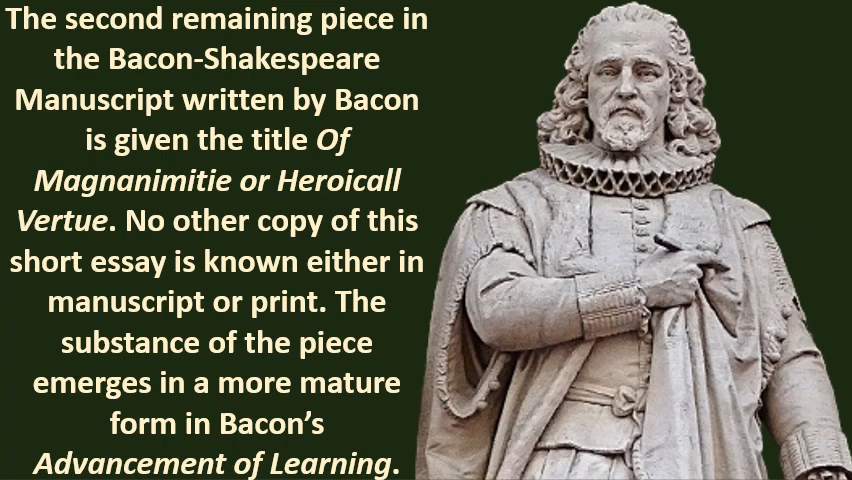 The second remaining piece in
the Bacon-Shakespeare
Manuscript written by Bacon
is given the title Of
Magnanimitie or Heroicall
Vertue. No other copy of this
short essay is known either in
manuscript or print. The
substance of the piece
emerges in a more mature
form in Bacon’s
Advancement of Learning.